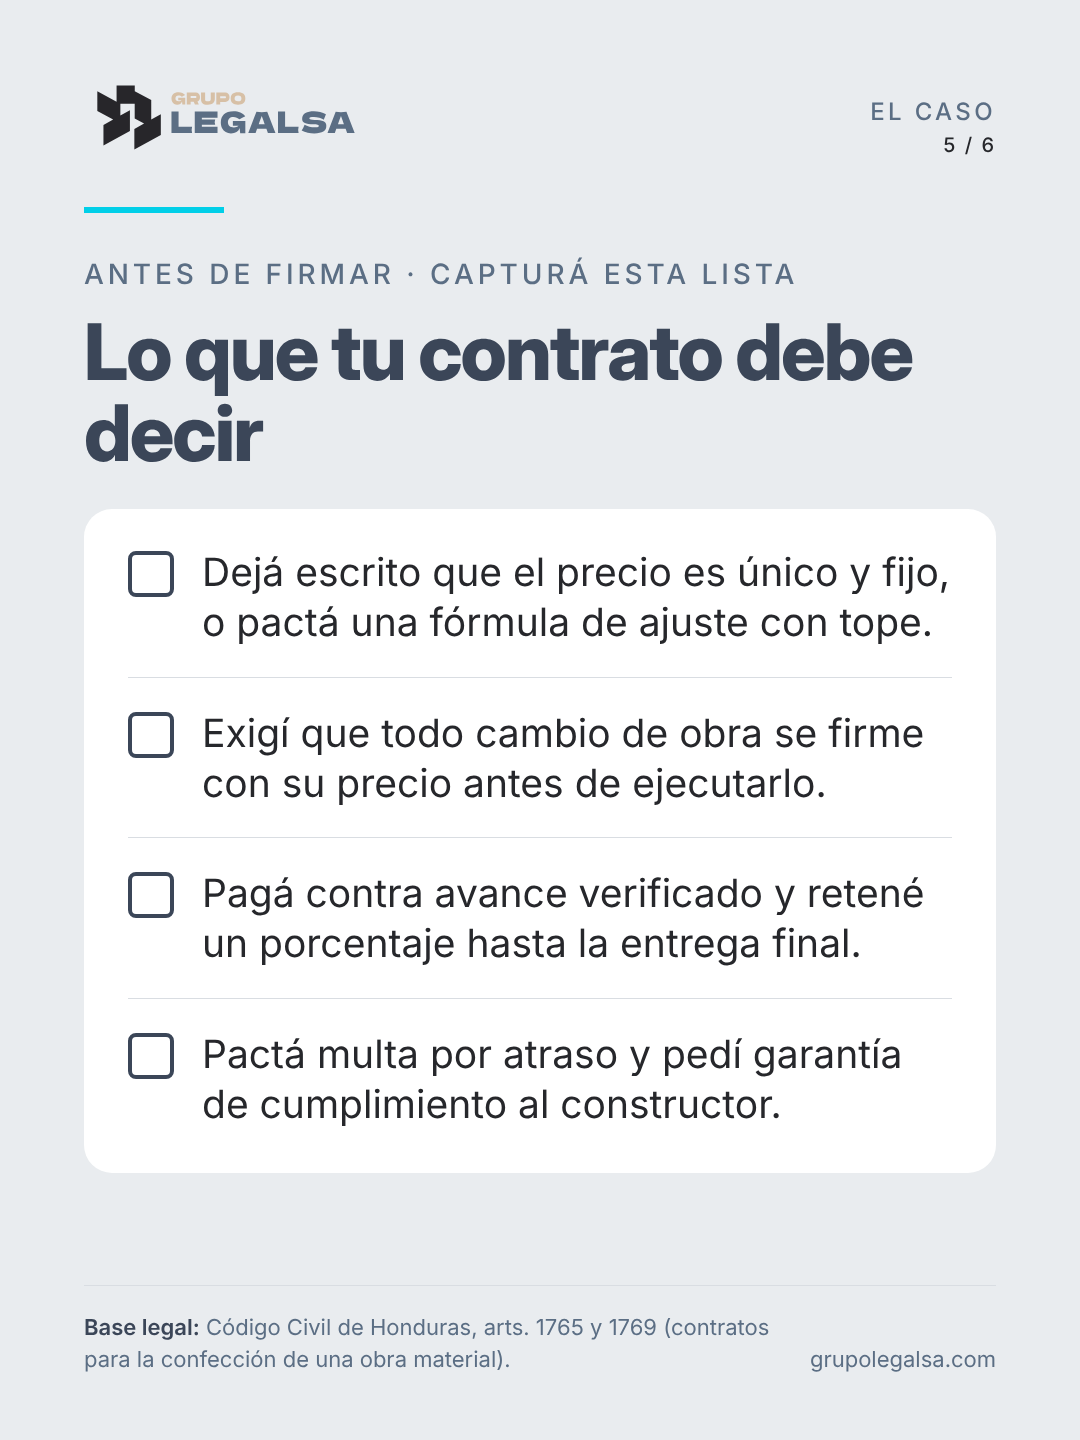 GRUPO
LEGALSA
EL CASO
5 / 6
ANTES DE FIRMAR · CAPTURÁ ESTA LISTA
Lo que tu contrato debe
decir
Dejá escrito que el precio es único y fijo,
o pactá una fórmula de ajuste con tope.
Exigí que todo cambio de obra se firme
con su precio antes de ejecutarlo.
Pagá contra avance verificado y retené
un porcentaje hasta la entrega final.
Pactá multa por atraso y pedí garantía
de cumplimiento al constructor.
Base legal: Código Civil de Honduras, arts. 1765 y 1769 (contratos
para la confección de una obra material).
grupolegalsa.com